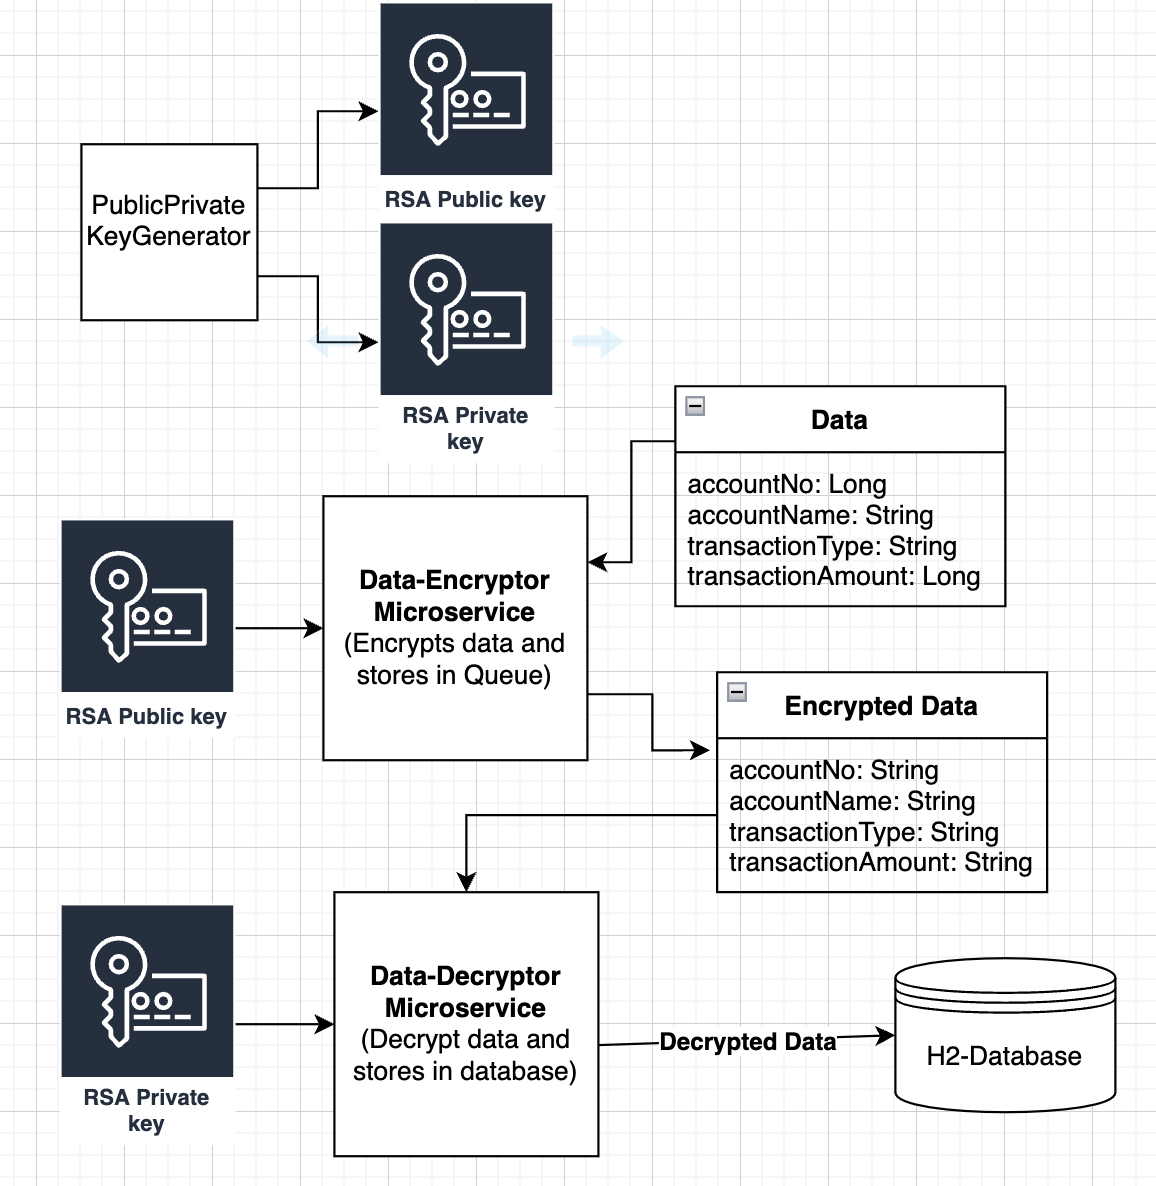 RSA Public key
PublicPrivate
KeyGenerator
RSA Private
key
Data
accountNo: Long
accountName: String
transactionType: String
transactionAmount: Long
Data-Encryptor
Microservice
(Encrypts data and
stores in Queue)
RSA Public key
Encrypted Data
accountNo: String
accountName: String
transactionType: String
transactionAmount: String
Data-Decryptor
Microservice
(Decrypt data and
stores in database)
RSA Private
key
Decrypted Data
H2-Database